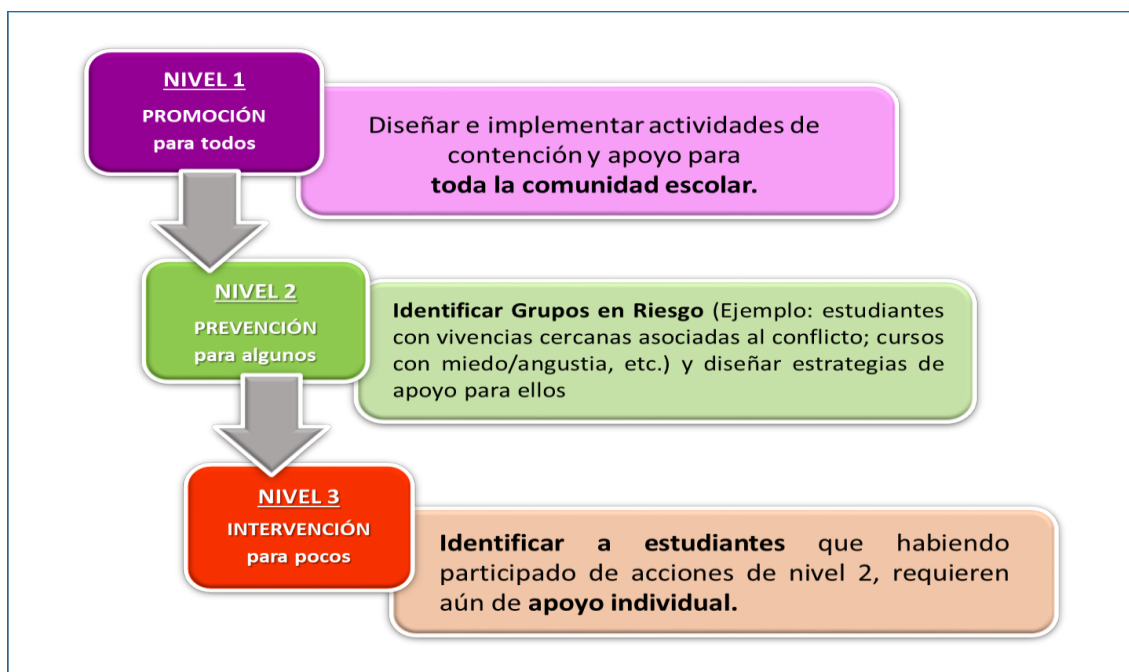 NIVEL 1
PROMOCIÓN
para todos
Diseñar e implementar actividades de
contención y apoyo para
toda la comunidad escolar.
NIVEL 2
PREVENCIÓN
para algunos
Identificar Grupos en Riesgo (Ejemplo: estudiantes
con vivencias cercanas asociadas al conflicto; cursos
con miedo/angustia, etc.) y diseñar estrategias de
apoyo para ellos
NIVEL 3
INTERVENCIÓN
para pocos
Identificar a estudiantes que habiendo
participado de acciones de nivel 2, requieren
aún de apoyo individual.